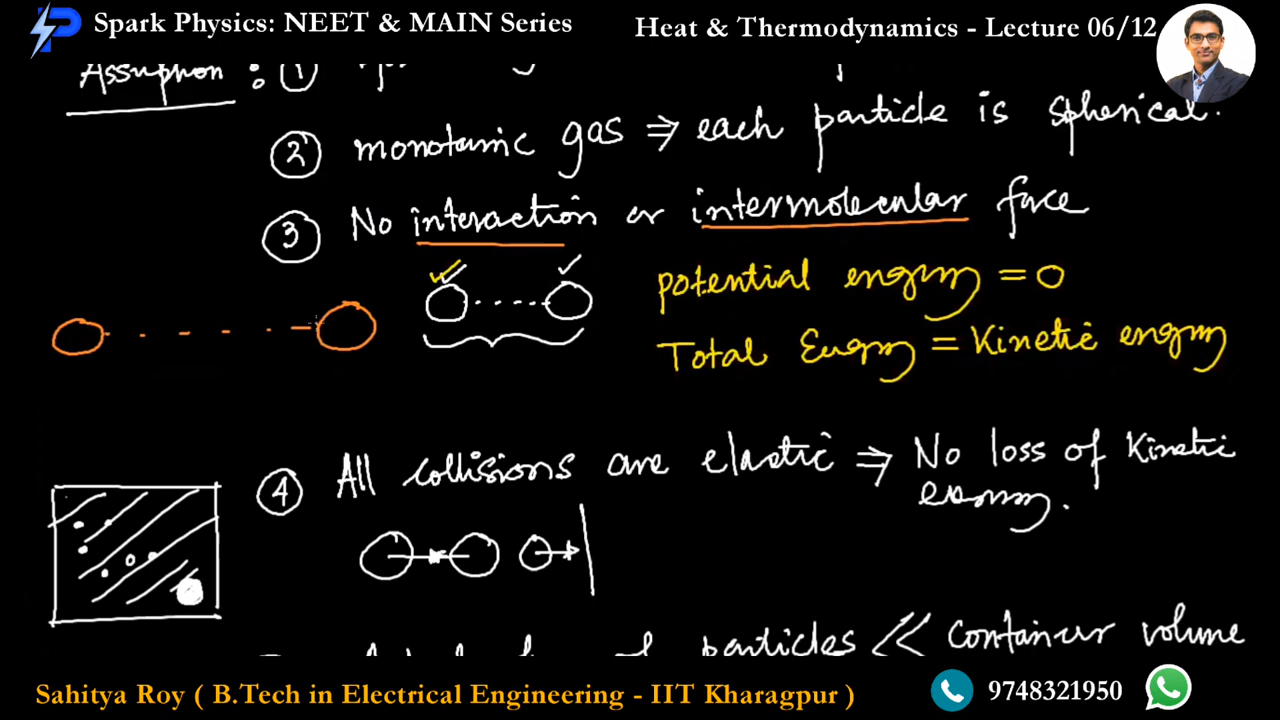 Spark Physics: NEET & MAIN Series
Heat & Thermodynamics - Lecture 06/12
Assumption : ①
② monotamic gas ⇒ each particle is spherical.
③ No interaction or intermolecular force
potential energy = 0
Total Energy = Kinetic energy
④ All collisions are elastic ⇒ No loss of Kinetic
energy.
particles << container volume
Sahitya Roy ( B.Tech in Electrical Engineering - IIT Kharagpur )
9748321950